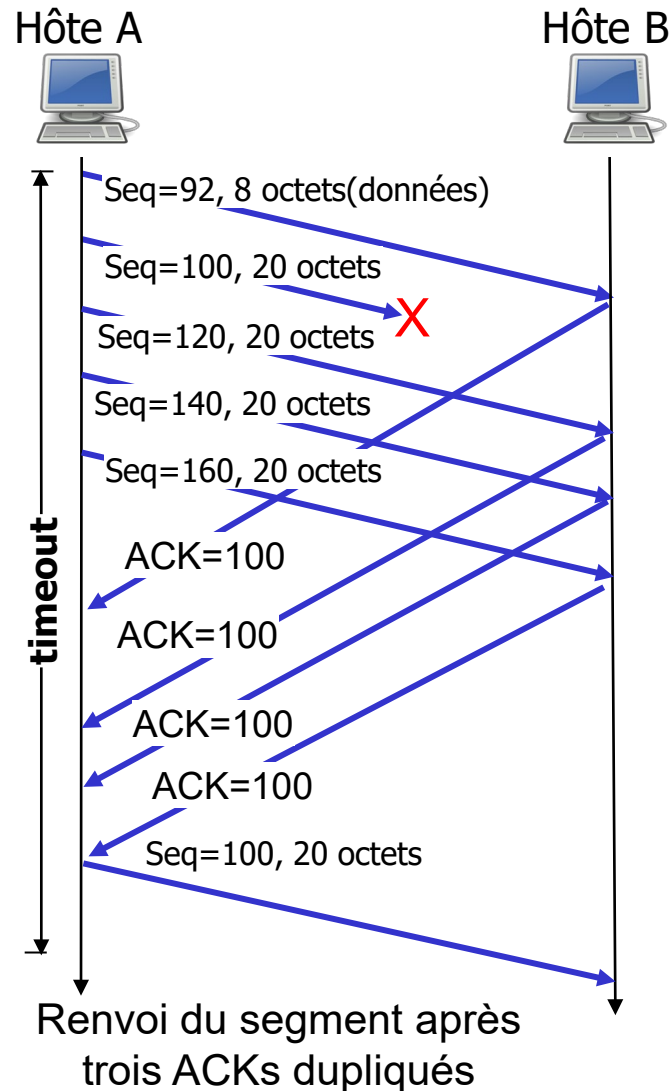 Hôte A
Hôte B
Seq=92, 8 octets(données)
Seq=100, 20 octets
X
Seq=120, 20 octets
Seq=140, 20 octets
Seq=160, 20 octets
timeout
ACK=100
ACK=100
ACK=100
ACK=100
Seq=100, 20 octets
Renvoi du segment après
trois ACKs dupliqués